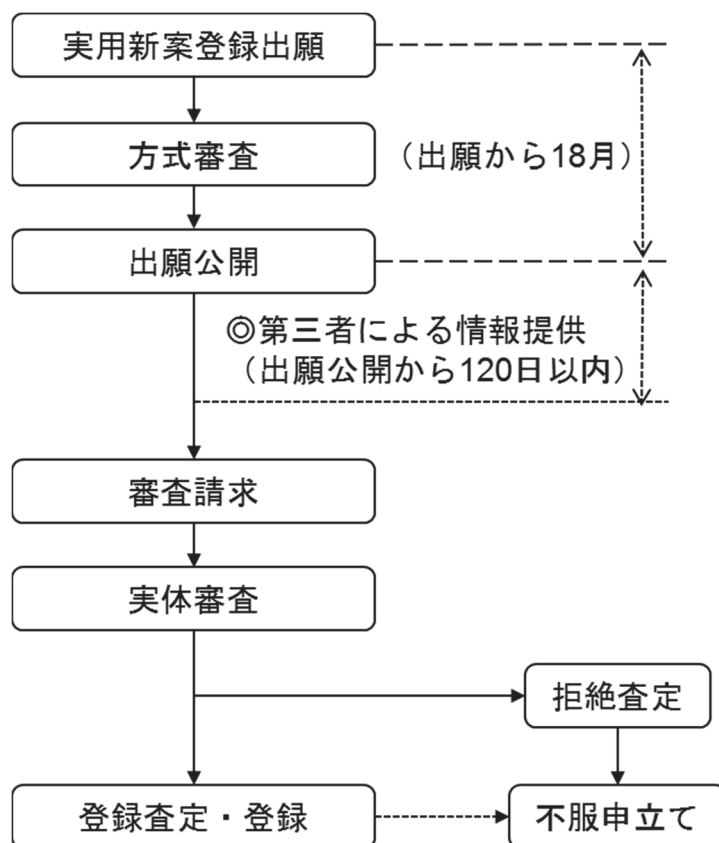 実用新案登録出願
方式審査
（出願から18月）
出願公開
◎第三者による情報提供
（出願公開から120日以内）
審査請求
実体審査
拒絶査定
登録査定・登録
不服申立て